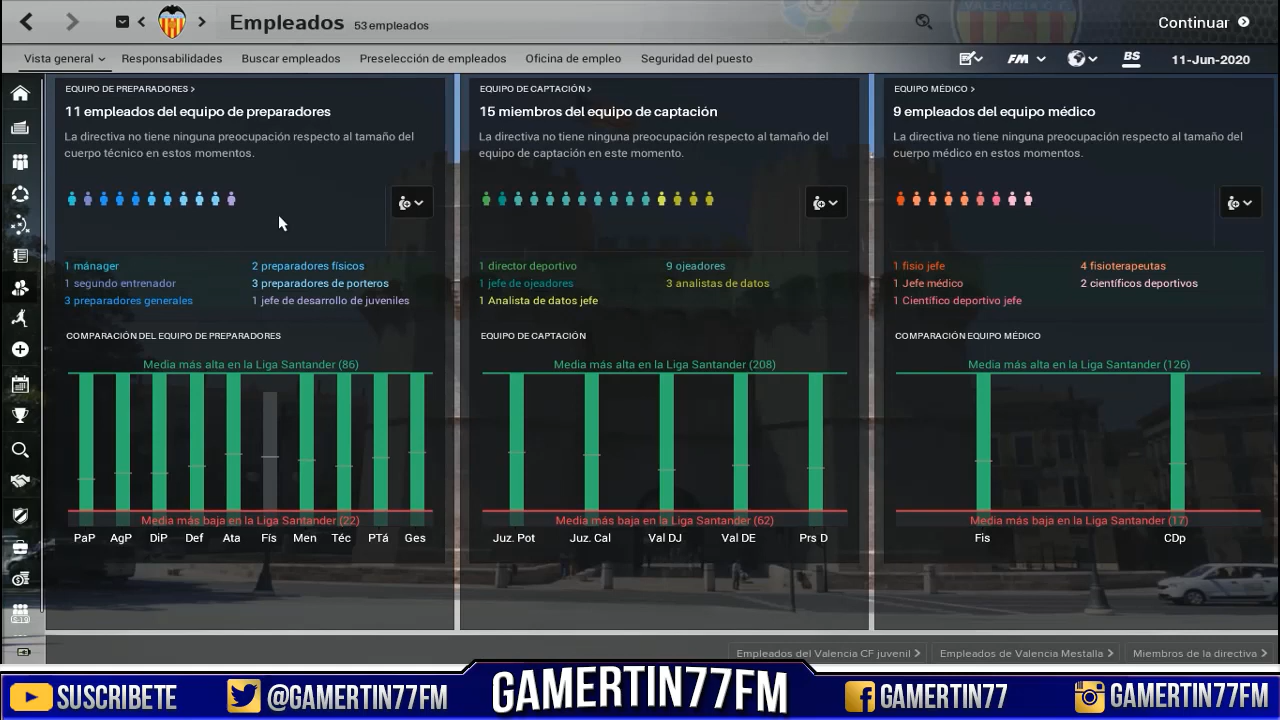 VALENCIA C.F.
Empleados 53 empleados
Continuar
Vista general
Responsabilidades
Buscar empleados
Preselección de empleados
Oficina de empleo
Seguridad del puesto
FM
BS
11-Jun-2020
EQUIPO DE PREPARADORES >
11 empleados del equipo de preparadores
La directiva no tiene ninguna preocupación respecto al tamaño del
cuerpo técnico en estos momentos.
1 mánager
2 preparadores físicos
1 segundo entrenador
3 preparadores de porteros
3 preparadores generales
1 jefe de desarrollo de juveniles
COMPARACIÓN DEL EQUIPO DE PREPARADORES
Media más alta en la Liga Santander (86)
Media más baja en la Liga Santander (22)
PaP AgP DiP Def Ata Fís Men Téc PTá Ges
EQUIPO DE CAPTACIÓN >
15 miembros del equipo de captación
La directiva no tiene ninguna preocupación respecto al tamaño del
equipo de captación en este momento.
1 director deportivo
9 ojeadores
1 jefe de ojeadores
3 analistas de datos
1 Analista de datos jefe
EQUIPO DE CAPTACIÓN
Media más alta en la Liga Santander (208)
Media más baja en la Liga Santander (62)
Juz. Pot Juz. Cal Val DJ Val DE Prs D
EQUIPO MÉDICO >
9 empleados del equipo médico
La directiva no tiene ninguna preocupación respecto al tamaño del
cuerpo médico en estos momentos.
1 fisio jefe
4 fisioterapeutas
1 Jefe médico
2 científicos deportivos
1 Científico deportivo jefe
COMPARACIÓN EQUIPO MÉDICO
Media más alta en la Liga Santander (126)
Media más baja en la Liga Santander (17)
Fis CDp
S-19
Empleados del Valencia CF juvenil >
Empleados de Valencia Mestalla >
Miembros de la directiva >
SUSCRIBETE
@GAMERTIN77FM
GAMERTIN77FM
GAMERTIN77
GAMERTIN77FM